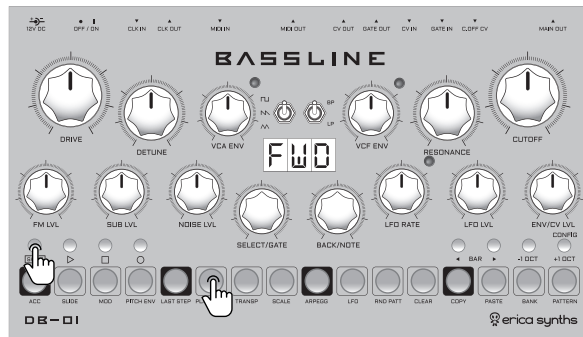 12V DC OFF / ON CLK IN CLK OUT MIDI IN MIDI OUT CV OUT GATE OUT CV IN GATE IN C.OFF CV MAIN OUT
BASSLINE
BP
LP
DRIVE DETUNE VCA ENV VCF ENV RESONANCE CUTOFF
FWD
FM LVL SUB LVL NOISE LVL LFO RATE LFO LVL ENV/CV LVL
SELECT/GATE BACK/NOTE
CONFIG
BAR -1 OCT +1 OCT
ACC SLIDE MOD PITCH ENV LAST STEP TRANSP SCALE ARPEGG LFO RND PATT CLEAR COPY PASTE BANK PATTERN
DB-01 erica synths